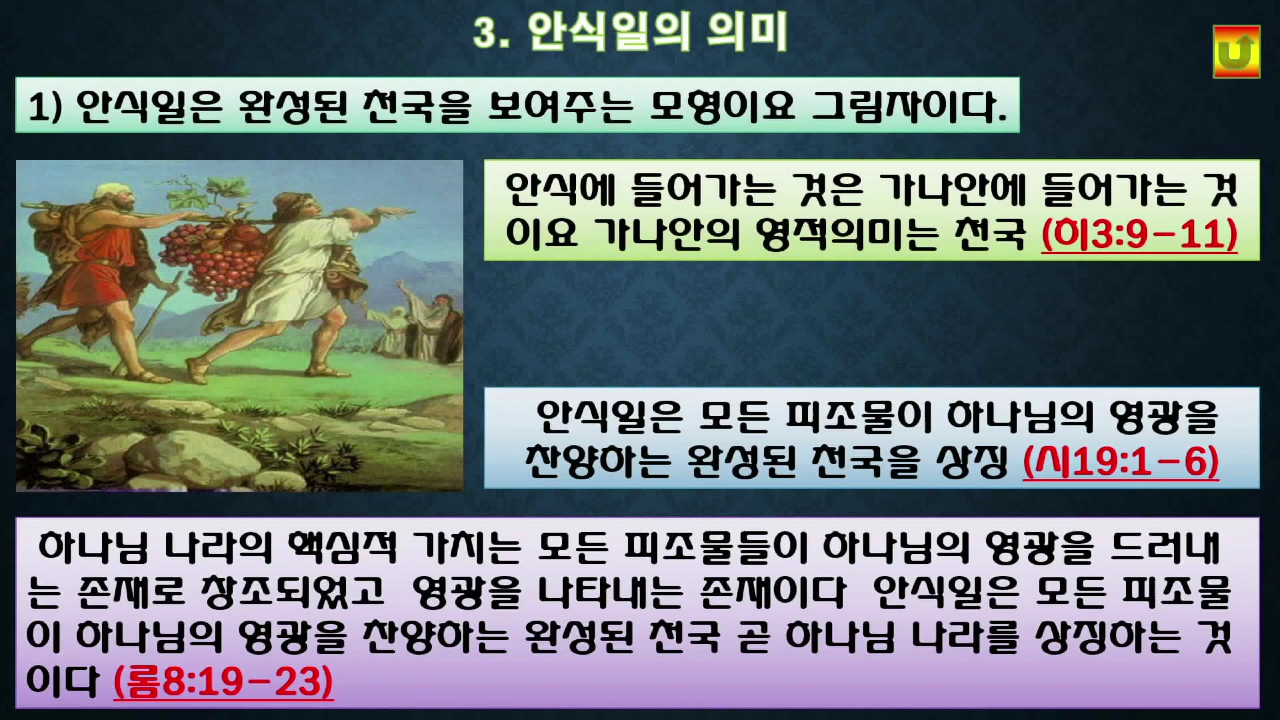 3. 안식일의 의미
1) 안식일은 완성된 천국을 보여주는 모형이요 그림자이다.
안식에 들어가는 것은 가나안에 들어가는 것
이요 가나안의 영적의미는 천국 (히3:9-11)
안식일은 모든 피조물이 하나님의 영광을
찬양하는 완성된 천국을 상징 (시19:1-6)
하나님 나라의 핵심적 가치는 모든 피조물들이 하나님의 영광을 드러내
는 존재로 창조되었고 영광을 나타내는 존재이다 안식일은 모든 피조물
이 하나님의 영광을 찬양하는 완성된 천국 곧 하나님 나라를 상징하는 것
이다 (롬8:19-23)